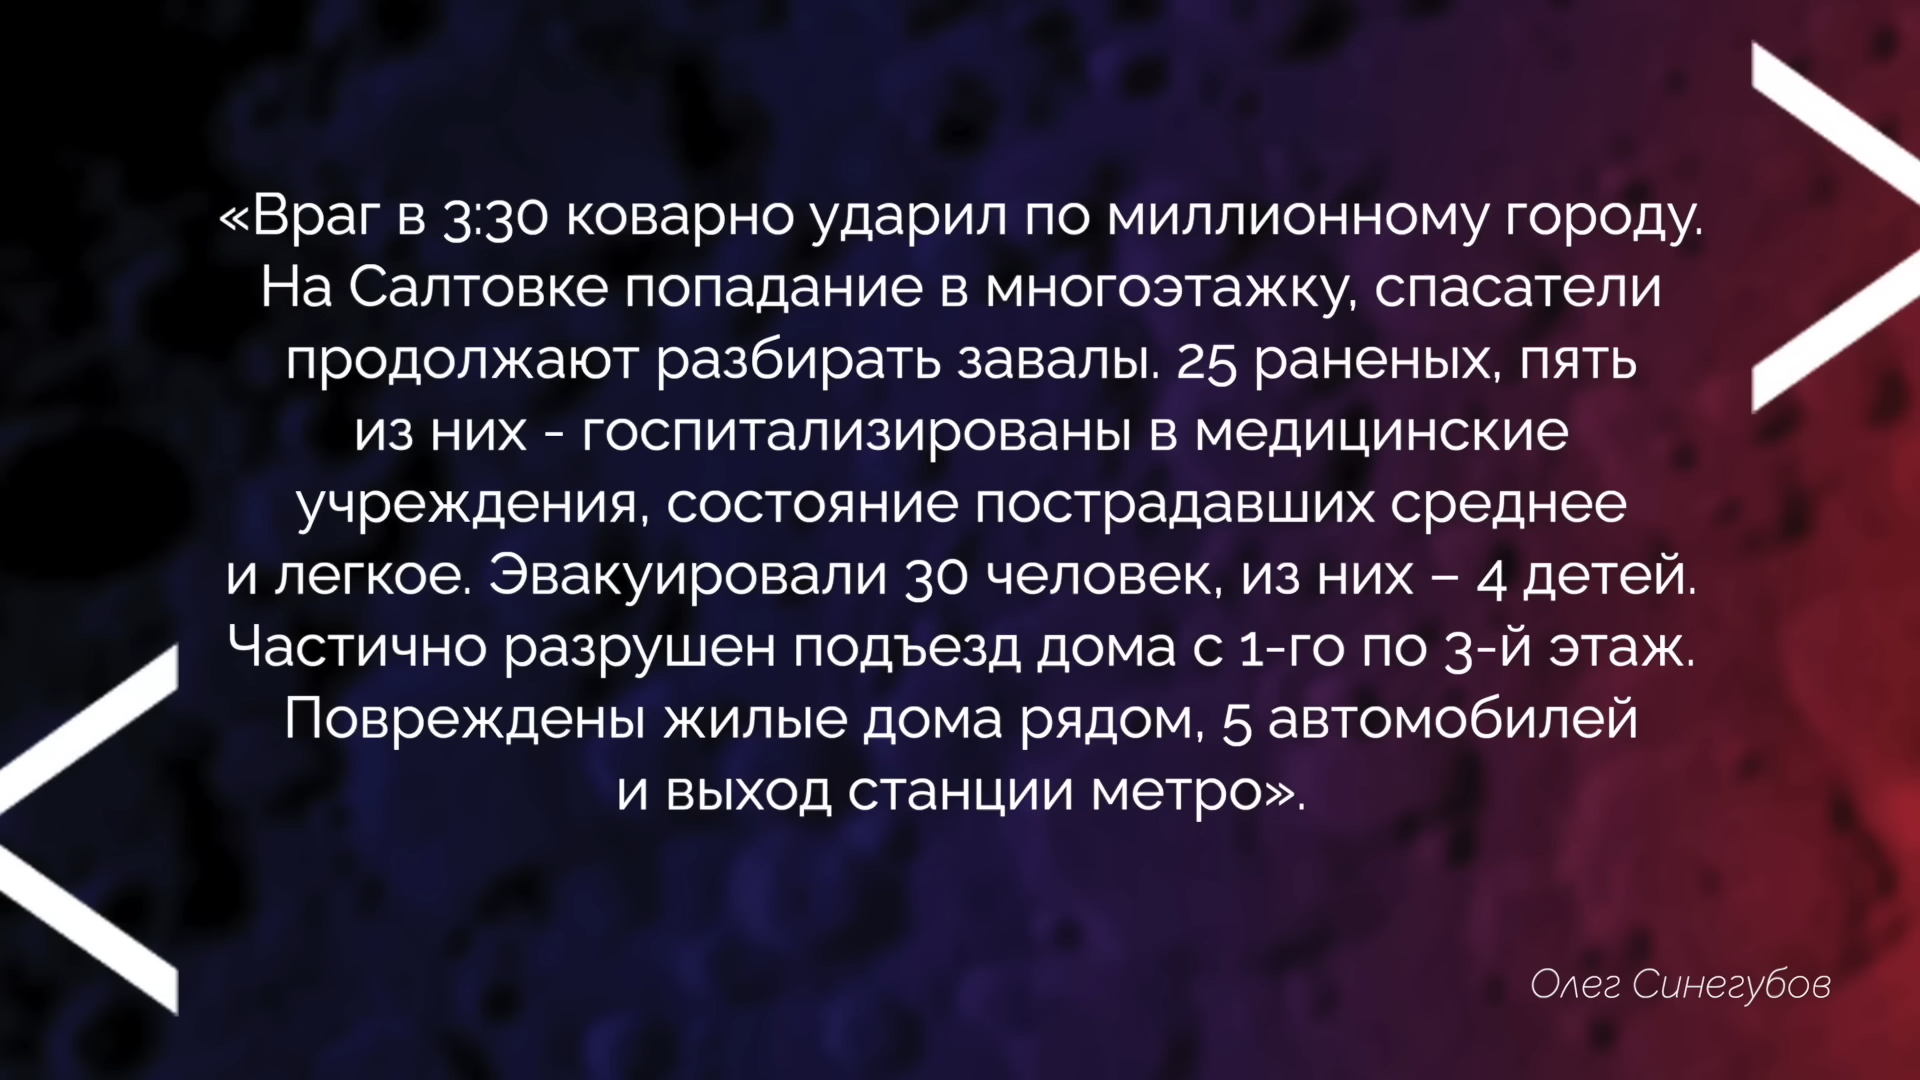 «Враг в 3:30 коварно ударил по миллионному городу.
На Салтовке попадание в многоэтажку, спасатели
продолжают разбирать завалы. 25 раненых, пять
из них - госпитализированы в медицинские
учреждения, состояние пострадавших среднее
и легкое. Эвакуировали 30 человек, из них – 4 детей.
Частично разрушен подъезд дома с 1-го по 3-й этаж.
Повреждены жилые дома рядом, 5 автомобилей
и выход станции метро».
Олег Синегубов